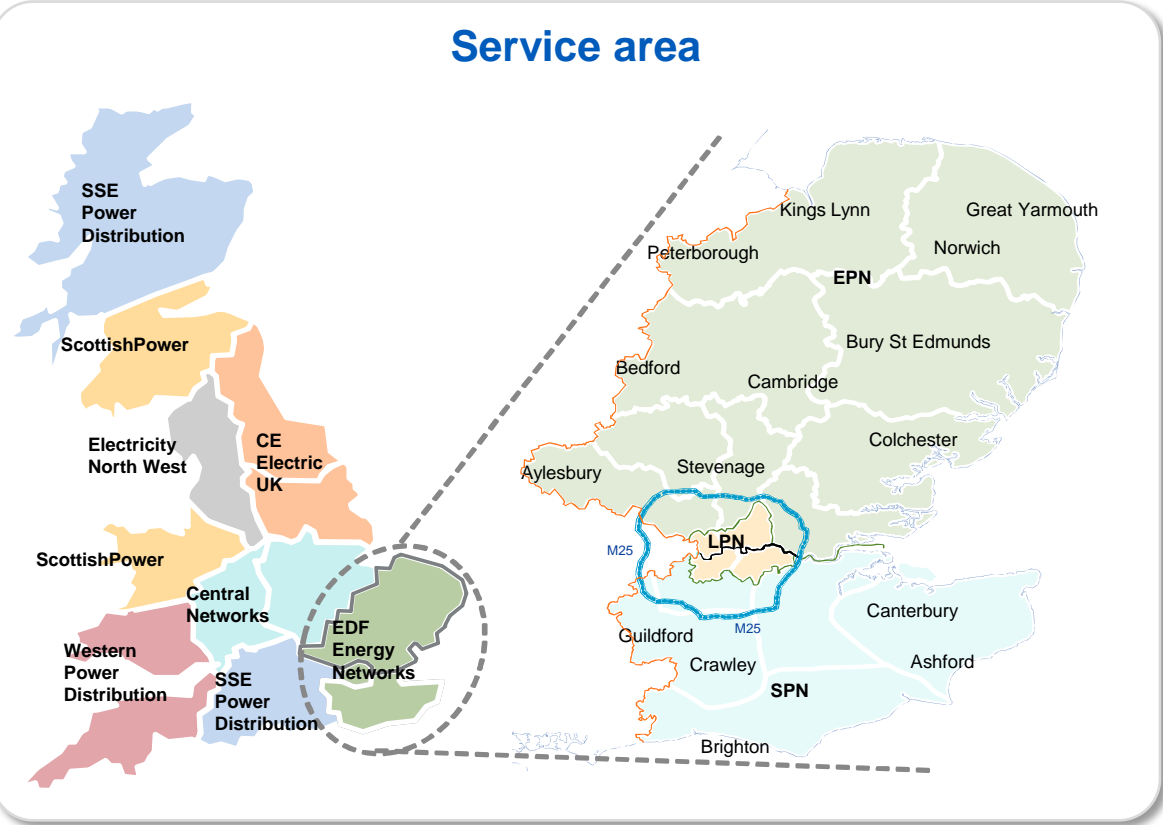 Service area
SSE
Power
Distribution
ScottishPower
Electricity
North West
CE
Electric
UK
ScottishPower
Central
Networks
EDF
Energy
Networks
Western
Power
Distribution
SSE
Power
Distribution
Kings Lynn
Great Yarmouth
Peterborough
Norwich
EPN
Bury St Edmunds
Bedford
Cambridge
Colchester
Stevenage
Aylesbury
LPN
M25
Canterbury
M25
Guildford
Crawley
Ashford
SPN
Brighton